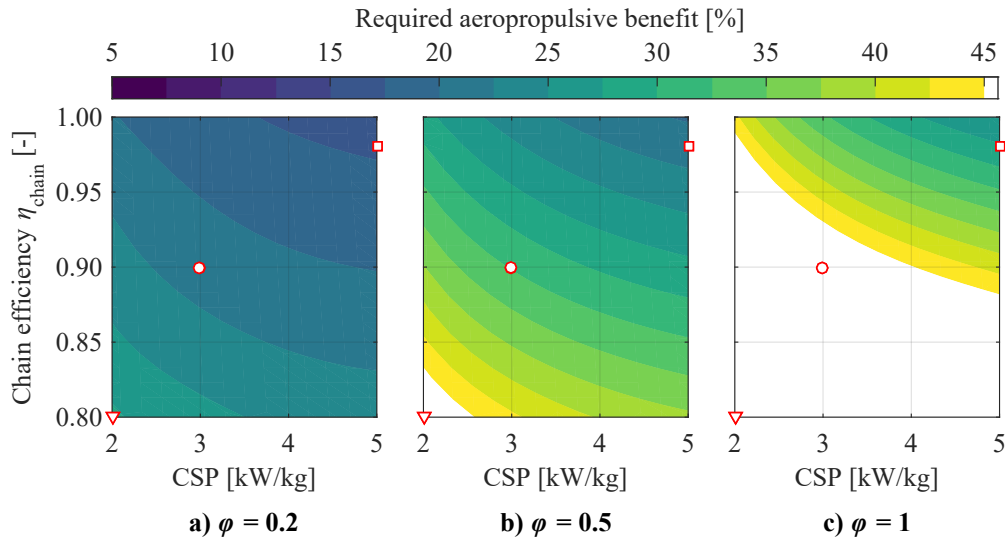 Required aeropropulsive benefit [%]
5 10 15 20 25 30 35 40 45
Chain efficiency η_chain [-]
1.00
0.95
0.90
0.85
0.80
2 3 4 5 2 3 4 5 2 3 4 5
CSP [kW/kg] CSP [kW/kg] CSP [kW/kg]
a) φ = 0.2 b) φ = 0.5 c) φ = 1